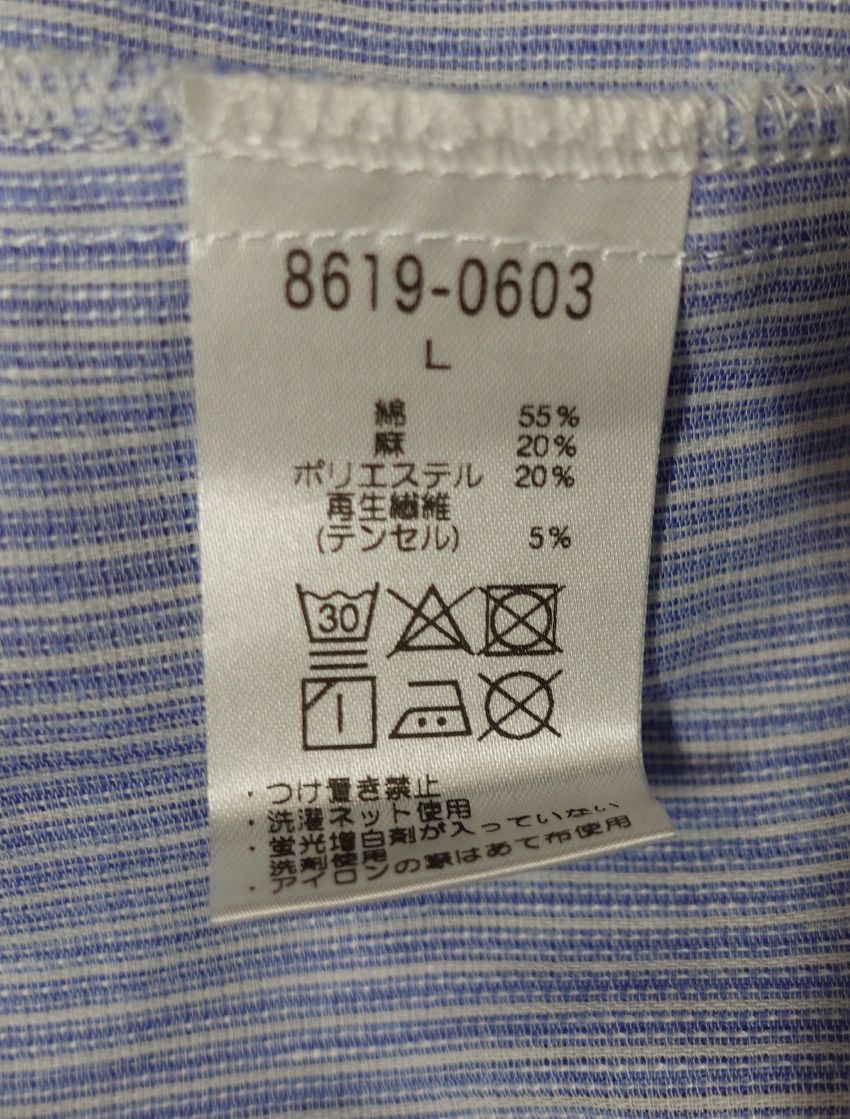 8619-0603
L
綿 55%
麻 20%
ポリエステル 20%
再生繊維
(テンセル) 5%
30
・つけ置き禁止
・洗濯ネット使用
・蛍光増白剤が入っていない
洗剤使用
・アイロンの際はあて布使用